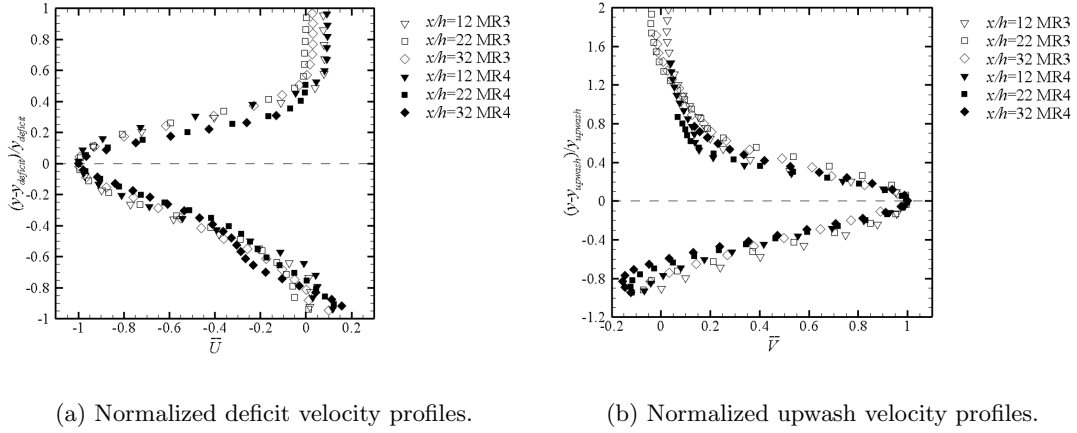 1
0.8
0.6
0.4
0.2
0
-0.2
-0.4
-0.6
-0.8
-1
(y-y_deficit)/y_deficit
-1 -0.8 -0.6 -0.4 -0.2 0 0.2
U̿
x/h=12 MR3
x/h=22 MR3
x/h=32 MR3
x/h=12 MR4
x/h=22 MR4
x/h=32 MR4
(a) Normalized deficit velocity profiles.
2
1.6
1.2
0.8
0.4
0
-0.4
-0.8
-1.2
(y-y_upwash)/y_upwash
0 0.2 0.4 0.6 0.8 1
V̿
x/h=12 MR3
x/h=22 MR3
x/h=32 MR3
x/h=12 MR4
x/h=22 MR4
x/h=32 MR4
(b) Normalized upwash velocity profiles.